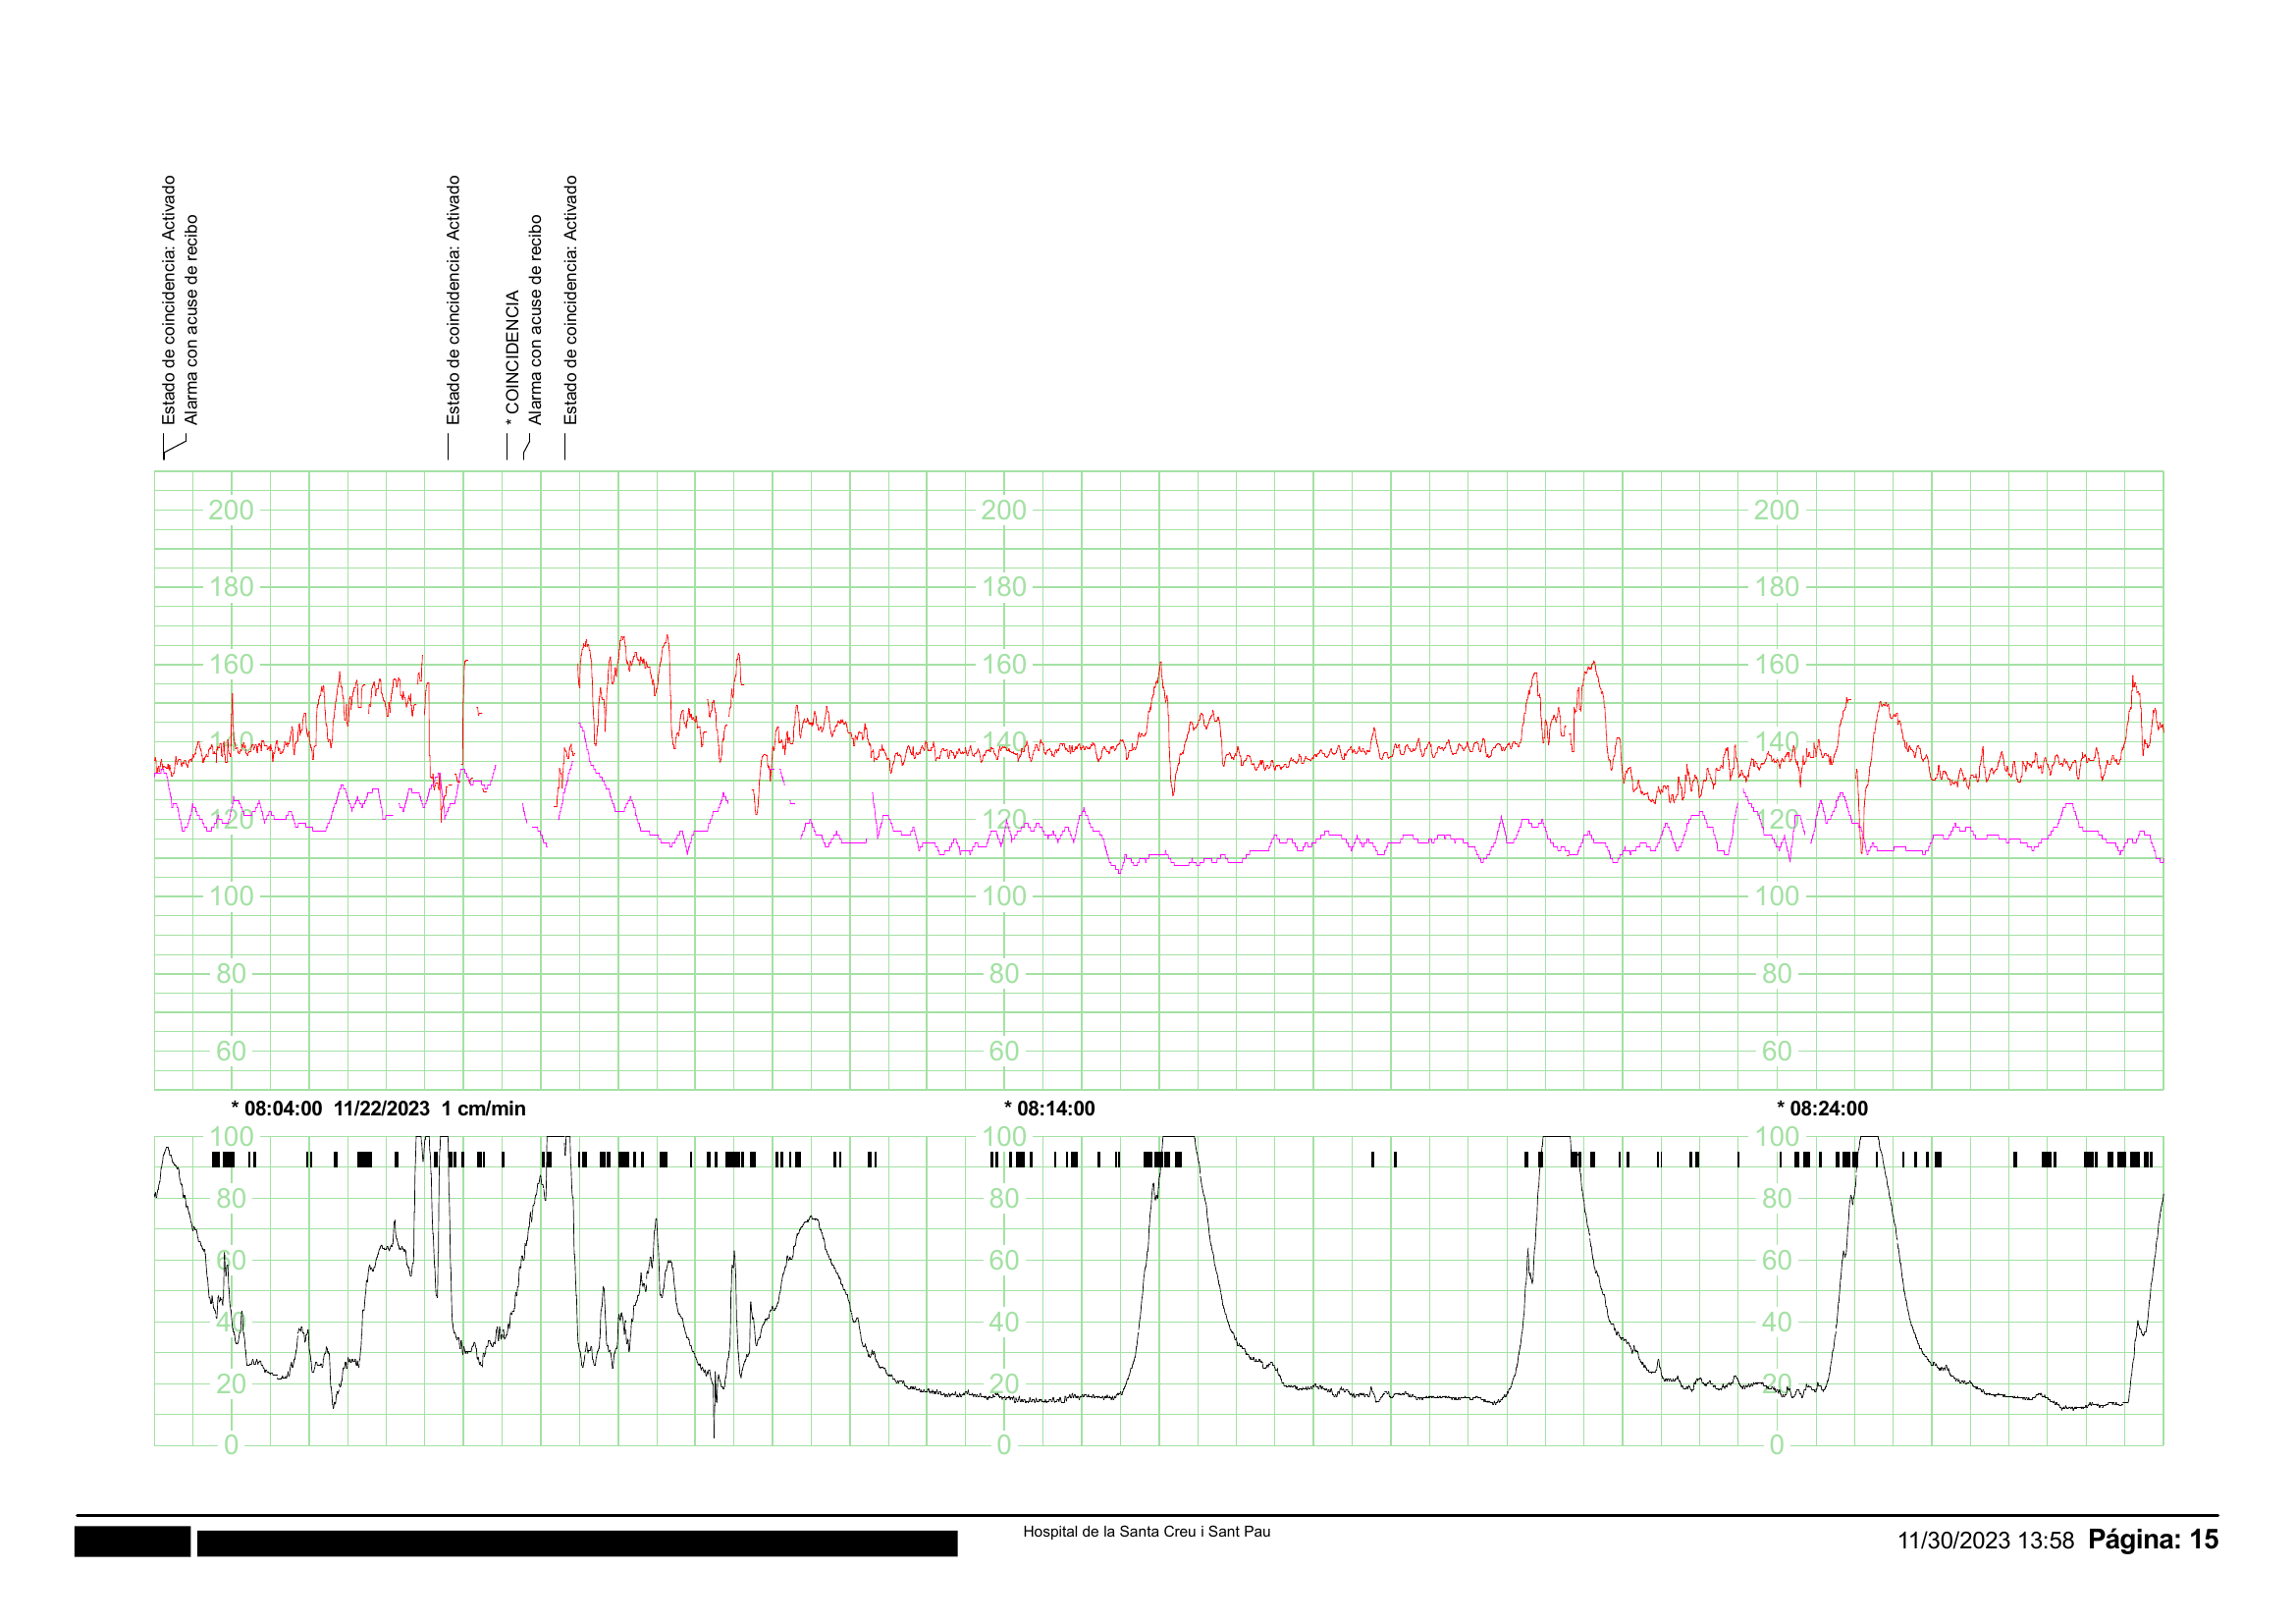 Estado de coincidencia: Activado
Alarma con acuse de recibo
Estado de coincidencia: Activado
* COINCIDENCIA
Alarma con acuse de recibo
Estado de coincidencia: Activado
200 200 200
180 180 180
160 160 160
140 140 140
120 120 120
100 100 100
80 80 80
60 60 60
* 08:04:00 11/22/2023 1 cm/min * 08:14:00 * 08:24:00
100 100 100
80 80 80
60 60 60
40 40 40
20 20 20
0 0 0
Hospital de la Santa Creu i Sant Pau
11/30/2023 13:58 Página: 15